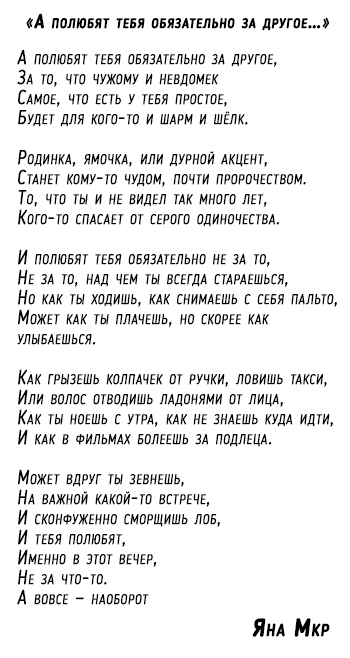 «А полюбят тебя обязательно за другое...»
А полюбят тебя обязательно за другое,
За то, что чужому и невдомек
Самое, что есть у тебя простое,
Будет для кого-то и шарм и шёлк.
Родинка, ямочка, или дурной акцент,
Станет кому-то чудом, почти пророчеством.
То, что ты и не видел так много лет,
Кого-то спасает от серого одиночества.
И полюбят тебя обязательно не за то,
Не за то, над чем ты всегда стараешься,
Но как ты ходишь, как снимаешь с себя пальто,
Может как ты плачешь, но скорее как
улыбаешься.
Как грызешь колпачек от ручки, ловишь такси,
Или волос отводишь ладонями от лица,
Как ты ноешь с утра, как не знаешь куда идти,
И как в фильмах болеешь за подлеца.
Может вдруг ты зевнешь,
На важной какой-то встрече,
И сконфуженно сморщишь лоб,
И тебя полюбят,
Именно в этот вечер,
Не за что-то.
А вовсе – наоборот
Яна Мкр